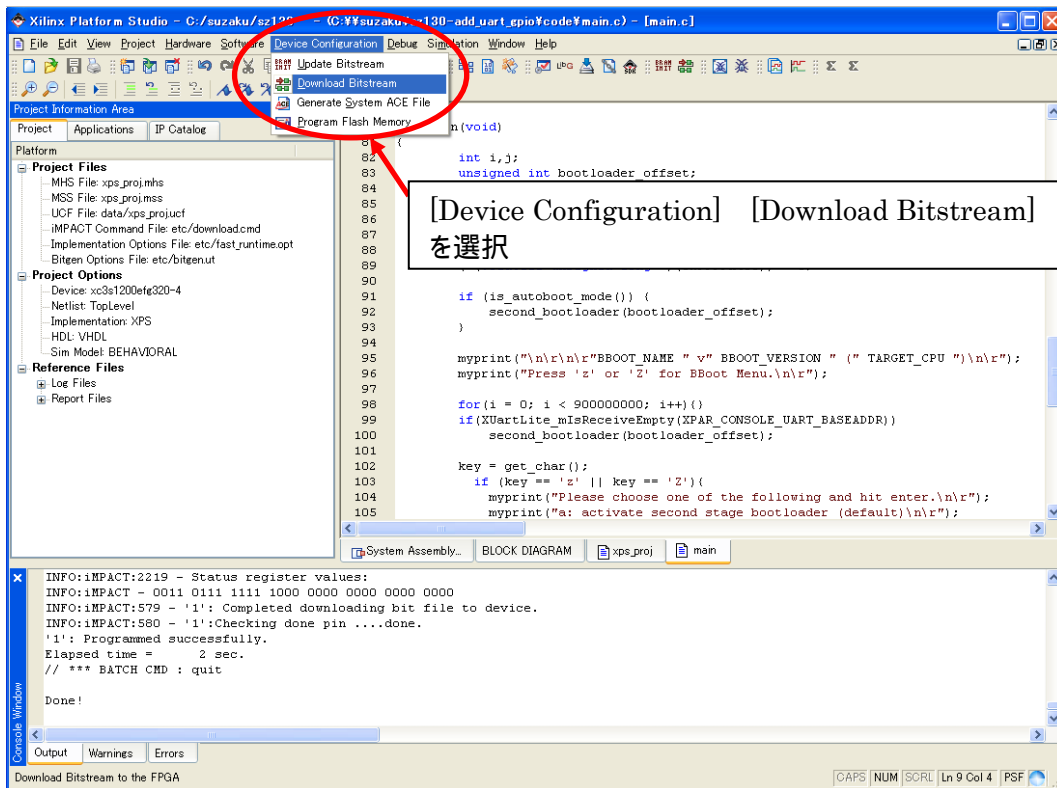 Xilinx Platform Studio - C:/suzaku/sz130 - (C:¥¥suzaku¥sz130-add_uart_gpio¥code¥main.c) - [main.c]
File Edit View Project Hardware Software Device Configuration Debug Simulation Window Help
Update Bitstream
Download Bitstream
Generate System ACE File
Program Flash Memory
Project Information Area
Project Applications IP Catalog
Platform
Project Files
MHS File: xps_proj.mhs
MSS File: xps_proj.mss
UCF File: data/xps_proj.ucf
iMPACT Command File: etc/download.cmd
Implementation Options File: etc/fast_runtime.opt
Bitgen Options File: etc/bitgen.ut
Project Options
Device: xc3s1200efg320-4
Netlist: TopLevel
Implementation: XPS
HDL: VHDL
Sim Model: BEHAVIORAL
Reference Files
Log Files
Report Files
n(void)
{
82 int i,j;
83 unsigned int bootloader_offset;
84
85
86
87
88
89
90
91 if (is_autoboot_mode()) {
92 second_bootloader(bootloader_offset);
93 }
94
95 myprint("\n\r\n\r"BBOOT_NAME " v" BBOOT_VERSION " (" TARGET_CPU ")\n\r");
96 myprint("Press 'z' or 'Z' for BBoot Menu.\n\r");
97
98 for(i = 0; i < 900000000; i++){}
99 if(XUartLite_mIsReceiveEmpty(XPAR_CONSOLE_UART_BASEADDR))
100 second_bootloader(bootloader_offset);
101
102 key = get_char();
103 if (key == 'z' || key == 'Z'){
104 myprint("Please choose one of the following and hit enter.\n\r");
105 myprint("a: activate second stage bootloader (default)\n\r");
[Device Configuration] [Download Bitstream]
を選択
System Assembly... BLOCK DIAGRAM xps_proj main
INFO:iMPACT:2219 - Status register values:
INFO:iMPACT - 0011 0111 1111 1000 0000 0000 0000 0000
INFO:iMPACT:579 - '1': Completed downloading bit file to device.
INFO:iMPACT:580 - '1':Checking done pin ....done.
'1': Programmed successfully.
Elapsed time = 2 sec.
// *** BATCH CMD : quit
Done!
Console Window
Output Warnings Errors
Download Bitstream to the FPGA
CAPS NUM SCRL Ln 9 Col 4 PSF